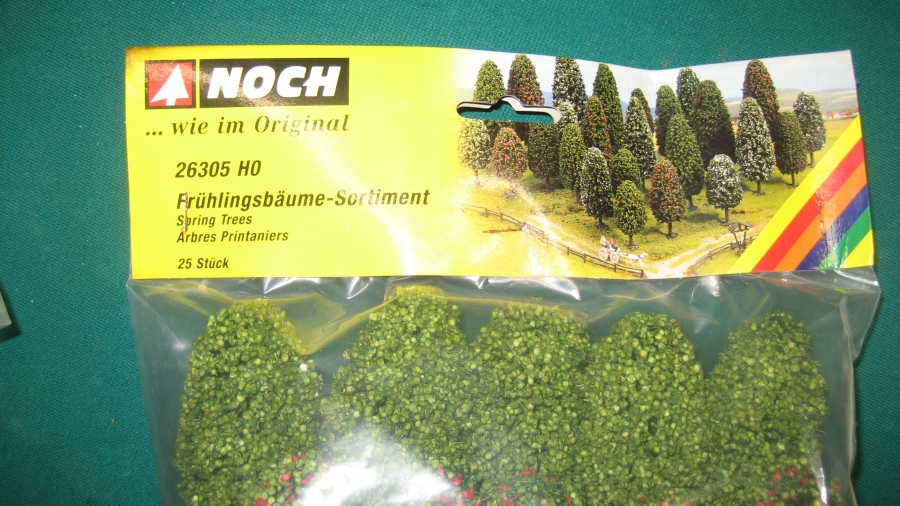 NOCH
... wie im Original
26305 H0
Frühlingsbäume-Sortiment
Spring Trees
Arbres Printaniers
25 Stück